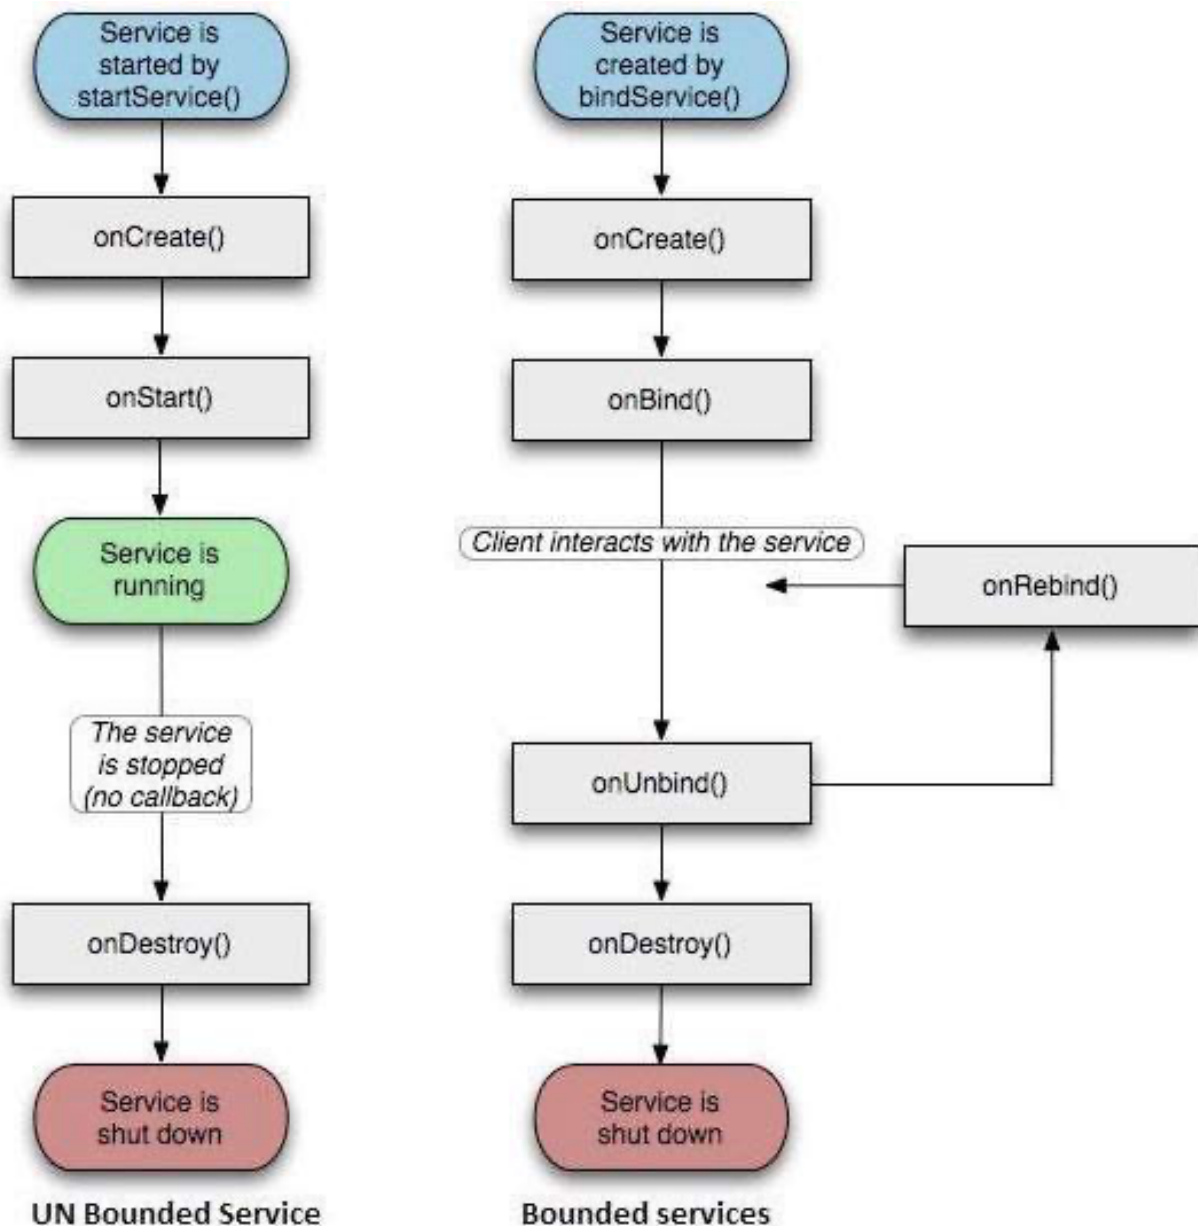 Service is
started by
startService()
onCreate()
onStart()
Service is
running
The service
is stopped
(no callback)
onDestroy()
Service is
shut down
UN Bounded Service
Service is
created by
bindService()
onCreate()
onBind()
Client interacts with the service
onRebind()
onUnbind()
onDestroy()
Service is
shut down
Bounded services